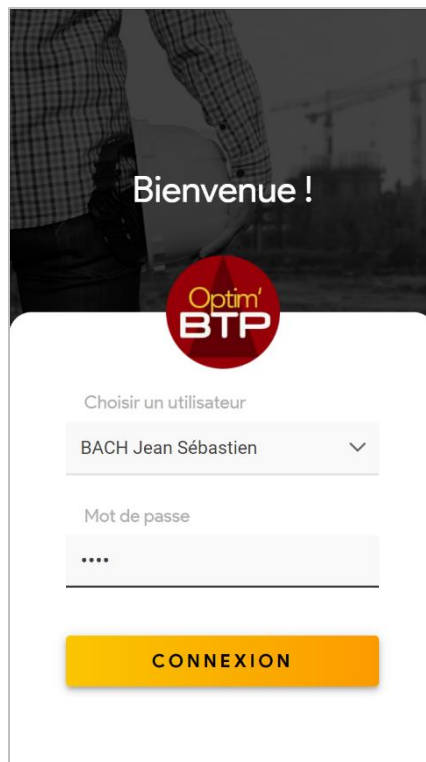 Bienvenue !
Optim'
BTP
Choisir un utilisateur
BACH Jean Sébastien
Mot de passe
••••
CONNEXION